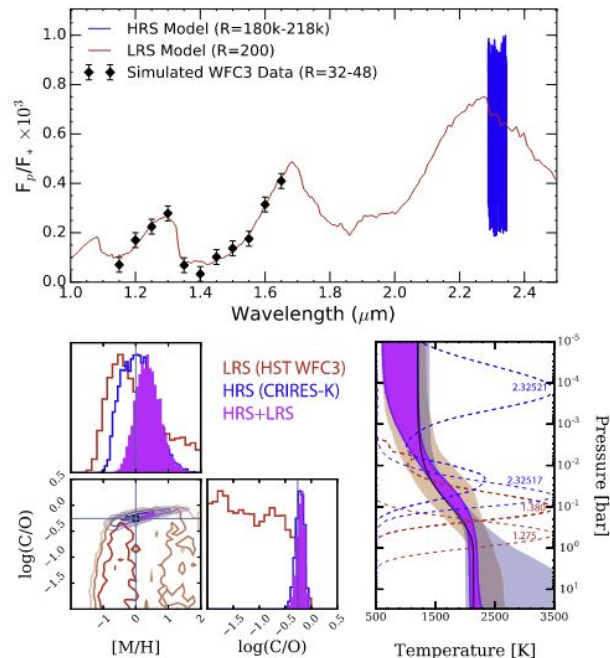 HRS Model (R=180k-218k)
LRS Model (R=200)
Simulated WFC3 Data (R=32-48)
F_p/F_* ×10³
1.0
0.8
0.6
0.4
0.2
0.0
1.0 1.2 1.4 1.6 1.8 2.0 2.2 2.4
Wavelength (μm)
LRS (HST WFC3)
HRS (CRIRES-K)
HRS+LRS
log(C/O)
0.5
0.0
−0.5
−1.0
−1.5
−1 0 1 2
[M/H]
−1.5 −1.0 −0.5 0.0 0.5
log(C/O)
2.32521
2.32517
1.380
1.275
10⁻⁵
10⁻⁴
10⁻³
10⁻²
10⁻¹
10⁰
10¹
Pressure [bar]
500 1500 2500 3500
Temperature [K]